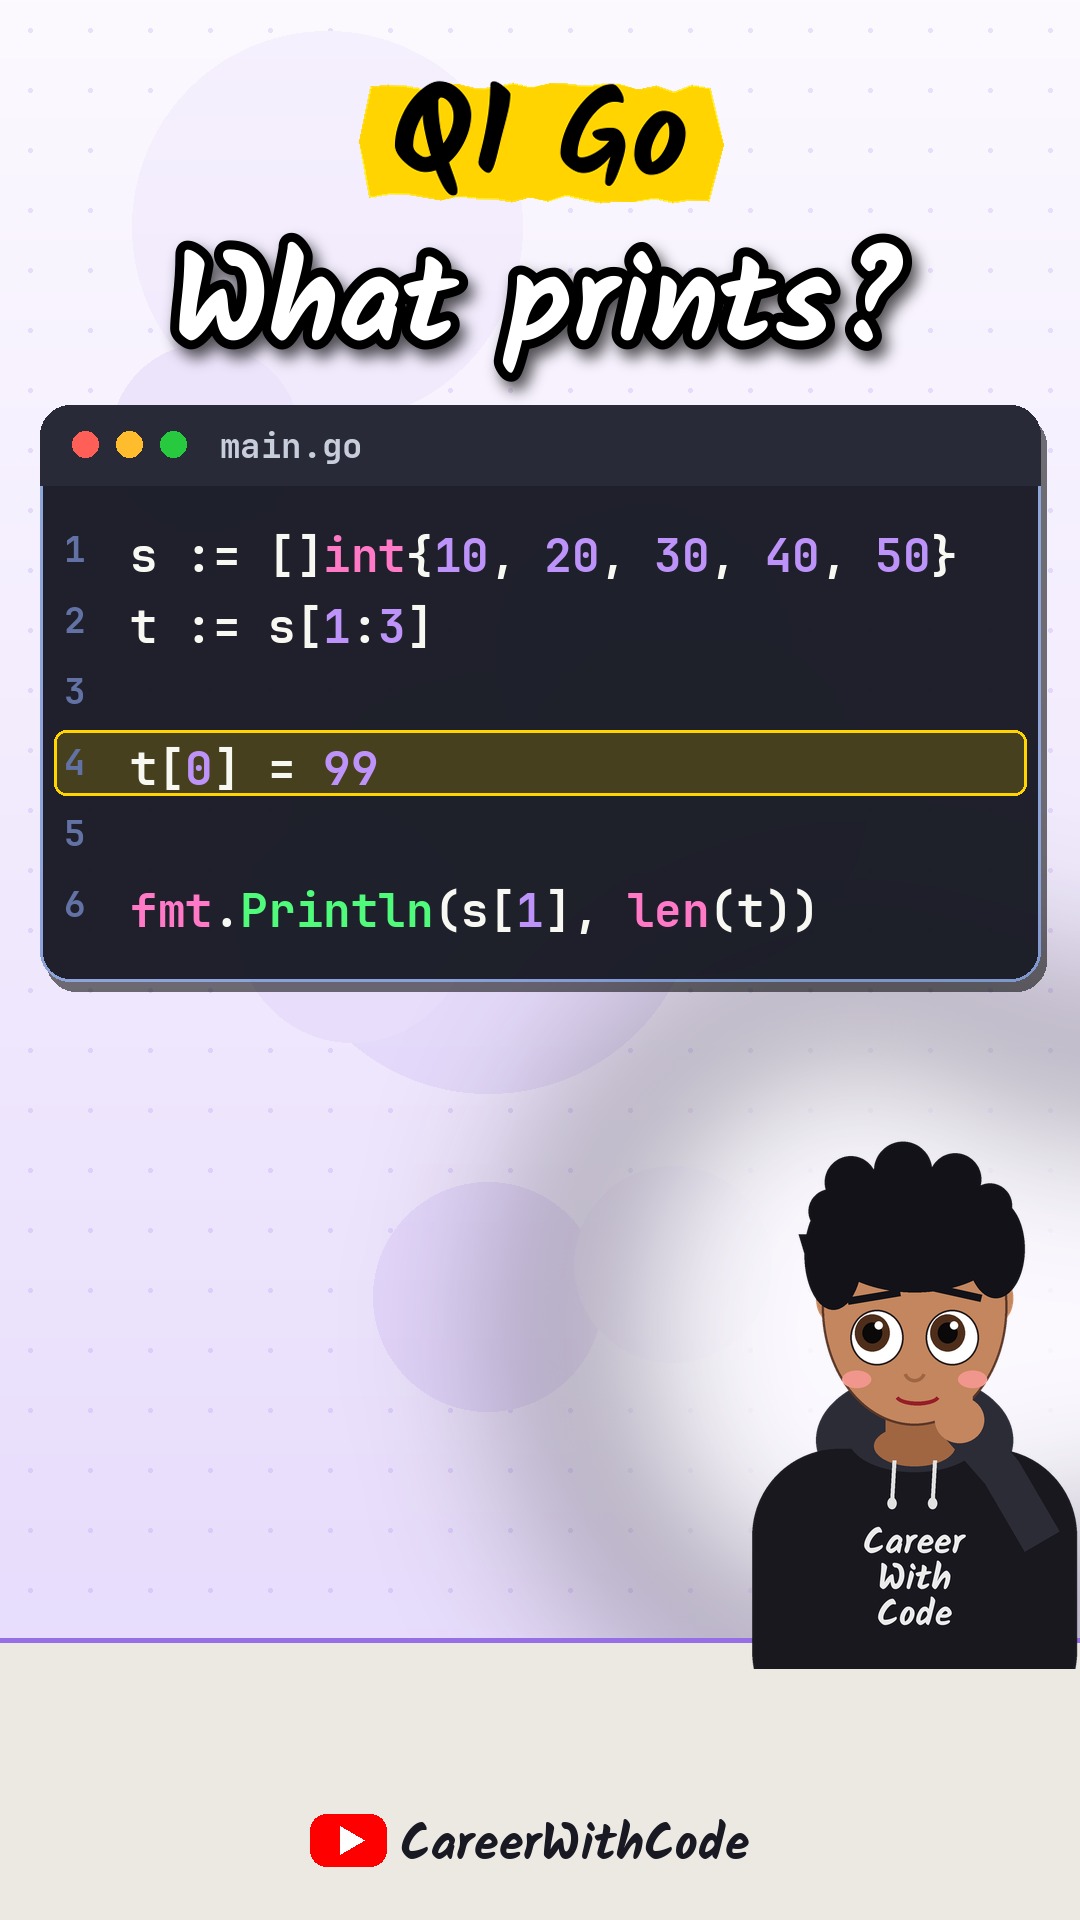 Q1 Go
What prints?
main.go
1 s := []int{10, 20, 30, 40, 50}
2 t := s[1:3]
3
4 t[0] = 99
5
6 fmt.Println(s[1], len(t))
Career
With
Code
CareerWithCode